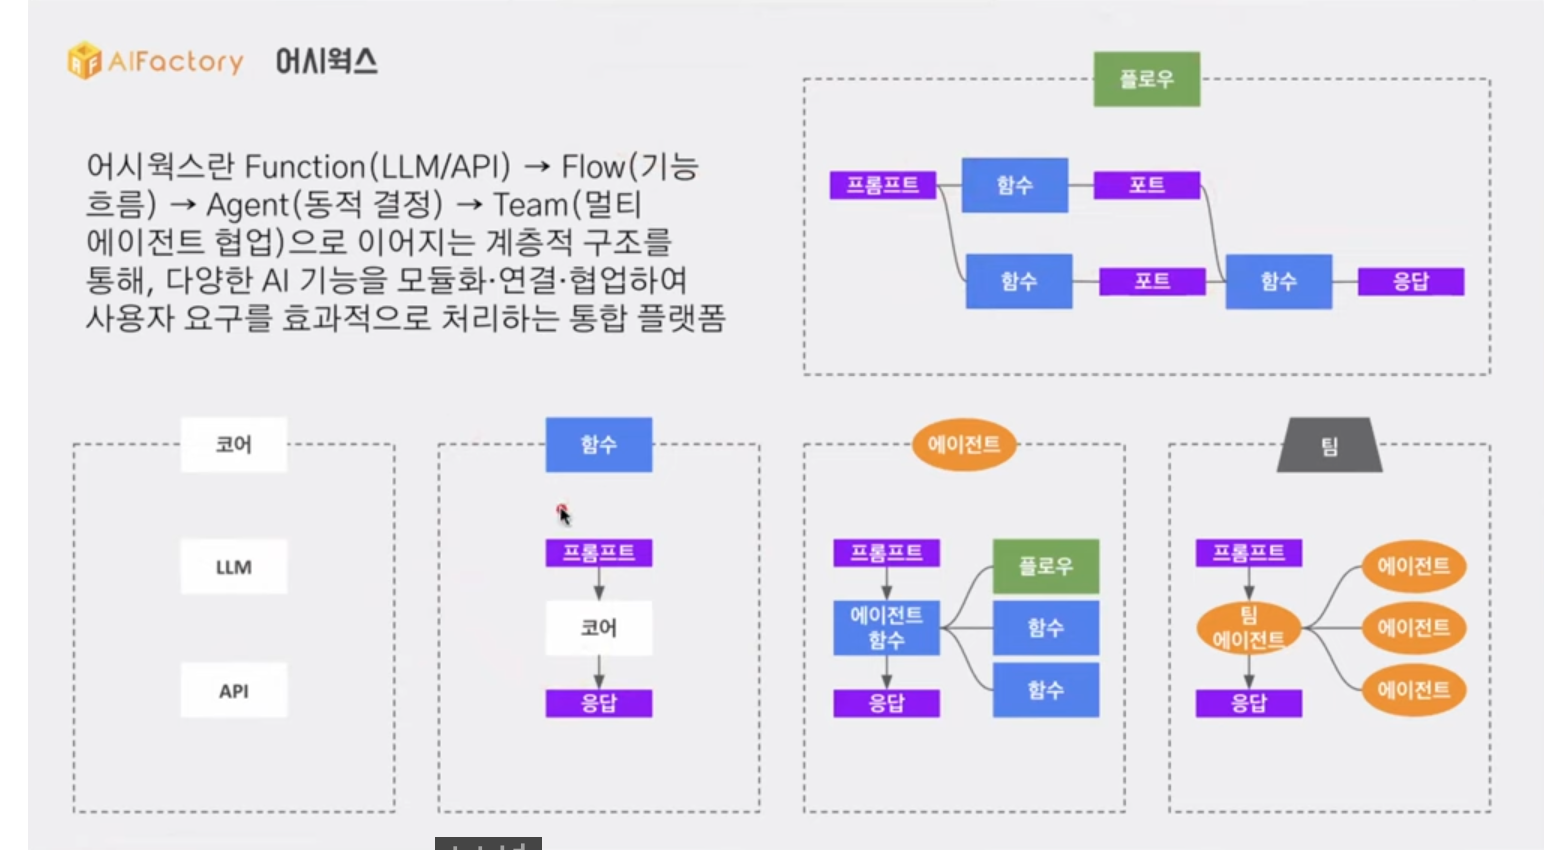 AIFactory 어시웍스
어시웍스란 Function(LLM/API) → Flow(기능
흐름) → Agent(동적 결정) → Team(멀티
에이전트 협업)으로 이어지는 계층적 구조를
통해, 다양한 AI 기능을 모듈화·연결·협업하여
사용자 요구를 효과적으로 처리하는 통합 플랫폼
플로우
프롬프트 함수 포트
함수 포트 함수 응답
코어
LLM
API
함수
프롬프트
코어
응답
에이전트
프롬프트
에이전트
함수
응답
플로우
함수
함수
팀
프롬프트
팀
에이전트
응답
에이전트
에이전트
에이전트